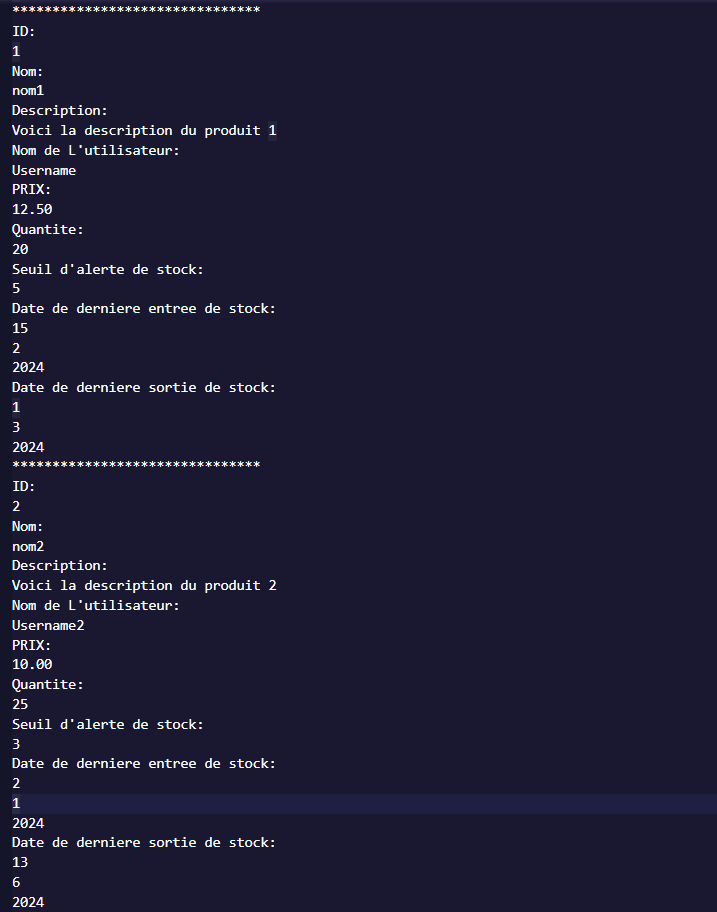 *******************************
ID:
1
Nom:
nom1
Description:
Voici la description du produit 1
Nom de L'utilisateur:
Username
PRIX:
12.50
Quantite:
20
Seuil d'alerte de stock:
5
Date de derniere entree de stock:
15
2
2024
Date de derniere sortie de stock:
1
3
2024
*******************************
ID:
2
Nom:
nom2
Description:
Voici la description du produit 2
Nom de L'utilisateur:
Username2
PRIX:
10.00
Quantite:
25
Seuil d'alerte de stock:
3
Date de derniere entree de stock:
2
1
2024
Date de derniere sortie de stock:
13
6
2024